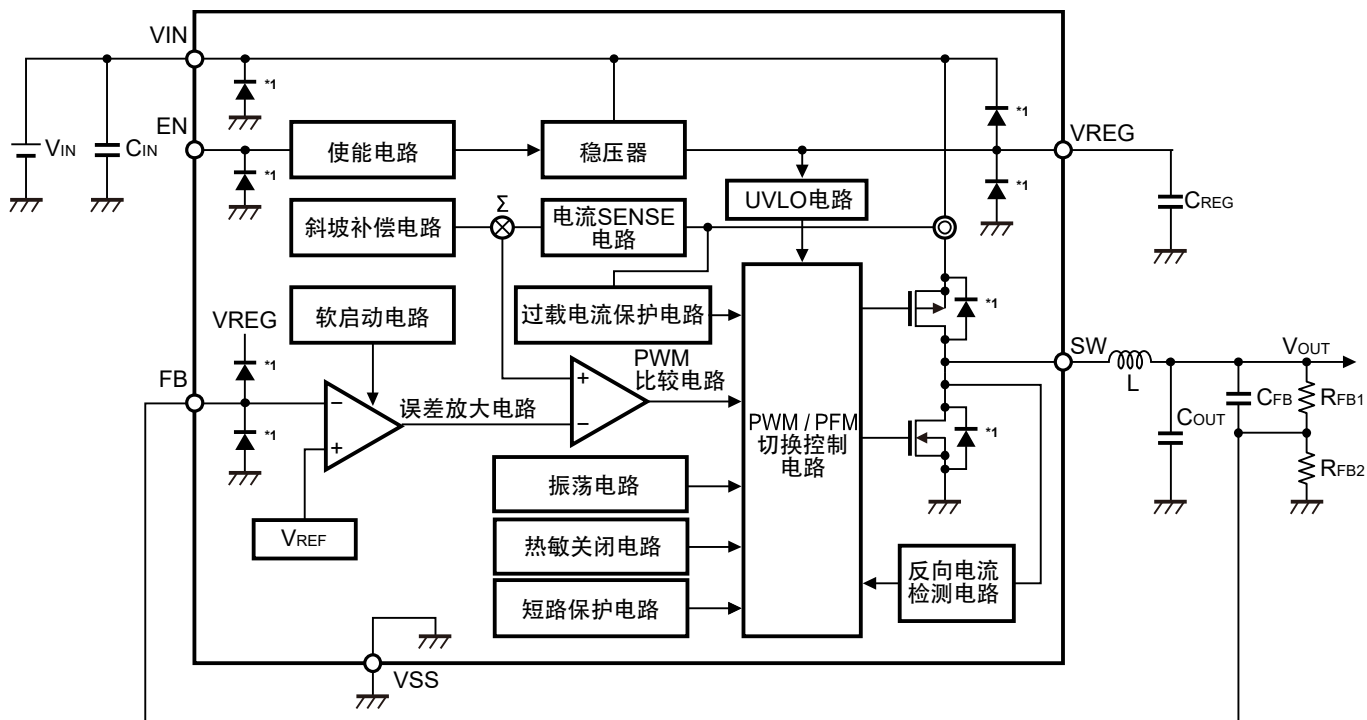 VIN
*1
*1
EN
VIN
CIN
使能电路
稳压器
VREG
*1
*1
UVLO电路
CREG
Σ
斜坡补偿电路
电流SENSE
电路
*1
过载电流保护电路
软启动电路
VREG
*1
FB
SW
VOUT
L
PWM
比较电路
+
−
误差放大电路
−
+
*1
CFB
RFB1
COUT
PWM / PFM
切换控制
电路
*1
RFB2
振荡电路
VREF
热敏关闭电路
反向电流
检测电路
短路保护电路
VSS